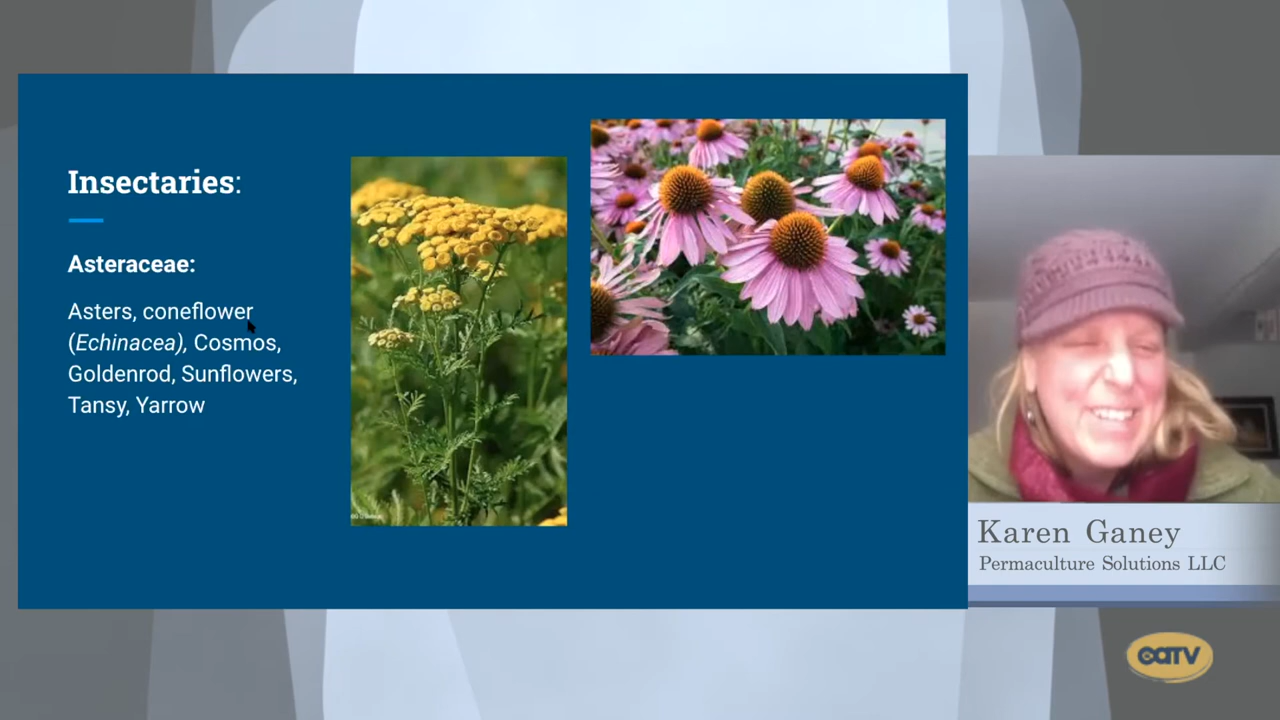 Insectaries:
Asteraceae:
Asters, coneflower
(Echinacea), Cosmos,
Goldenrod, Sunflowers,
Tansy, Yarrow
Karen Ganey
Permaculture Solutions LLC
CATV